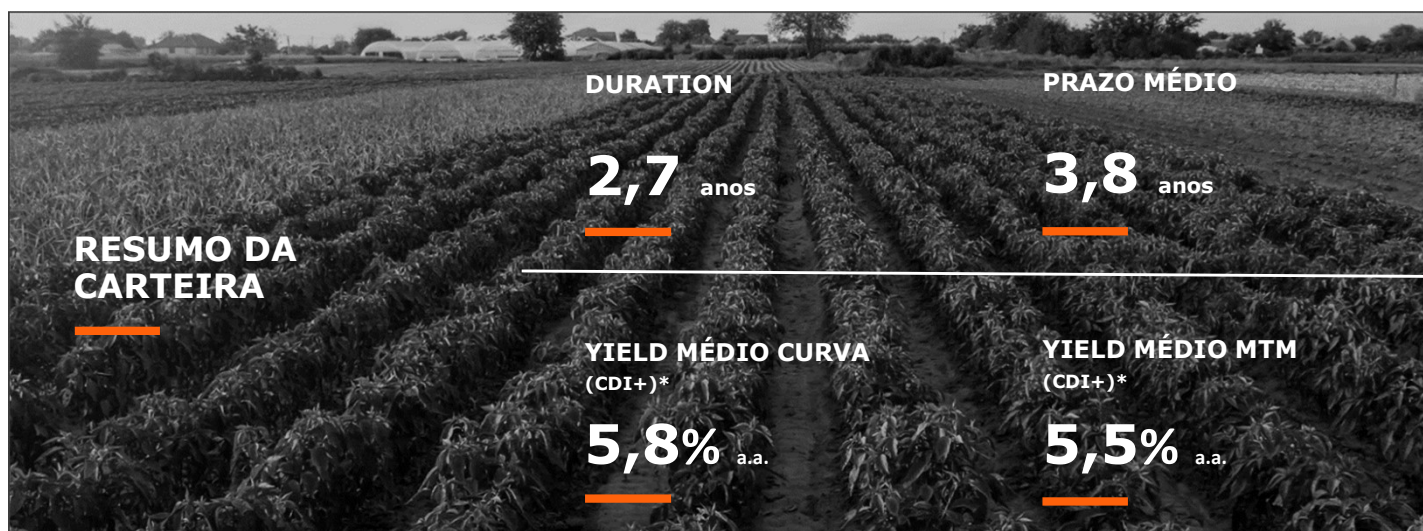 RESUMO DA
CARTEIRA
DURATION
2,7 anos
PRAZO MÉDIO
3,8 anos
YIELD MÉDIO CURVA
(CDI+)*
5,8% a.a.
YIELD MÉDIO MTM
(CDI+)*
5,5% a.a.